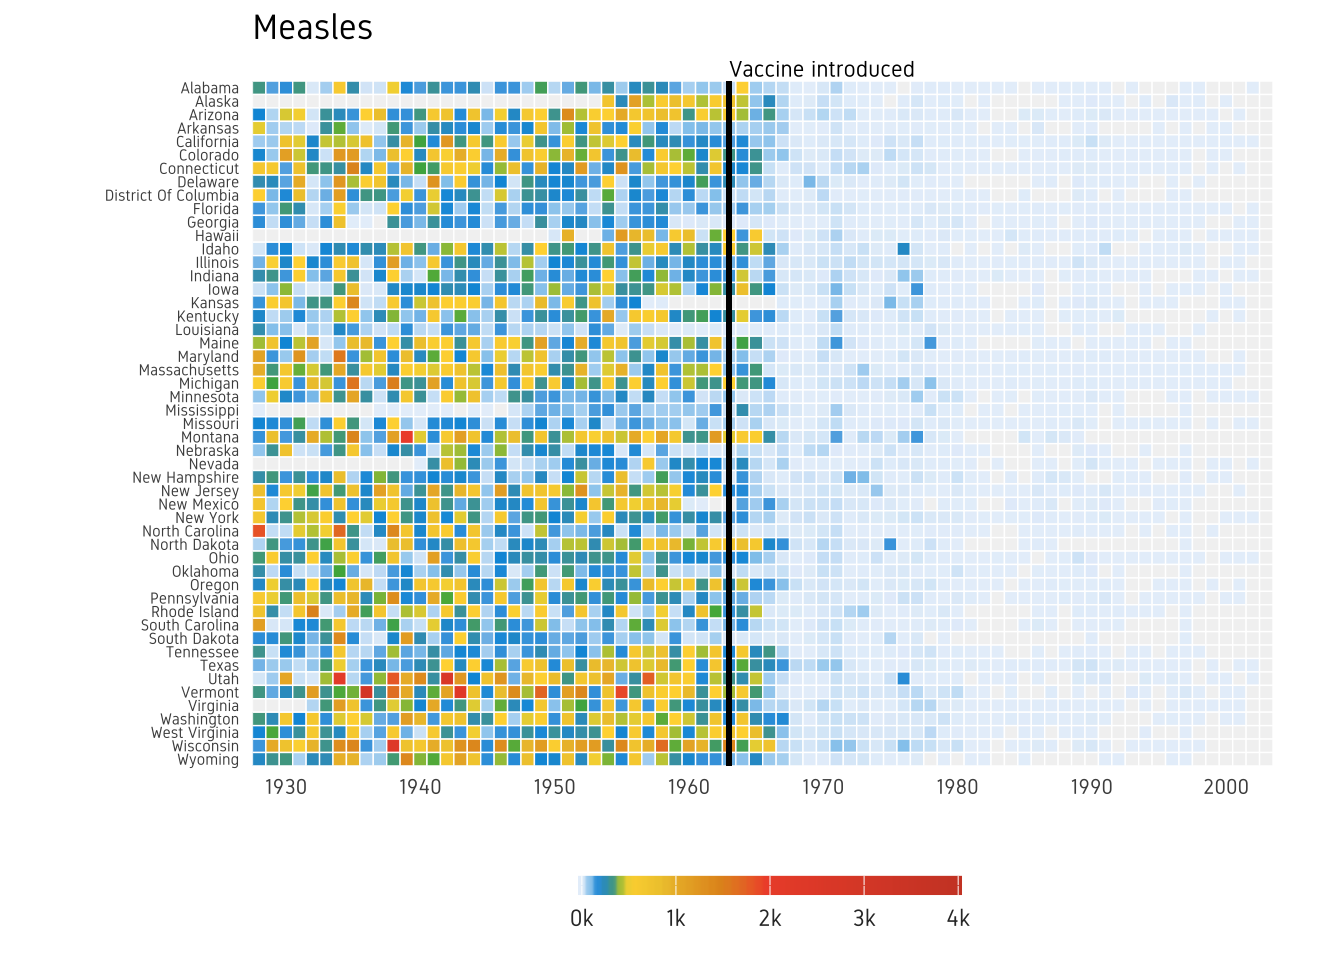 Measles
Vaccine introduced
Alabama
Alaska
Arizona
Arkansas
California
Colorado
Connecticut
Delaware
District Of Columbia
Florida
Georgia
Hawaii
Idaho
Illinois
Indiana
Iowa
Kansas
Kentucky
Louisiana
Maine
Maryland
Massachusetts
Michigan
Minnesota
Mississippi
Missouri
Montana
Nebraska
Nevada
New Hampshire
New Jersey
New Mexico
New York
North Carolina
North Dakota
Ohio
Oklahoma
Oregon
Pennsylvania
Rhode Island
South Carolina
South Dakota
Tennessee
Texas
Utah
Vermont
Virginia
Washington
West Virginia
Wisconsin
Wyoming
1930 1940 1950 1960 1970 1980 1990 2000
0k 1k 2k 3k 4k